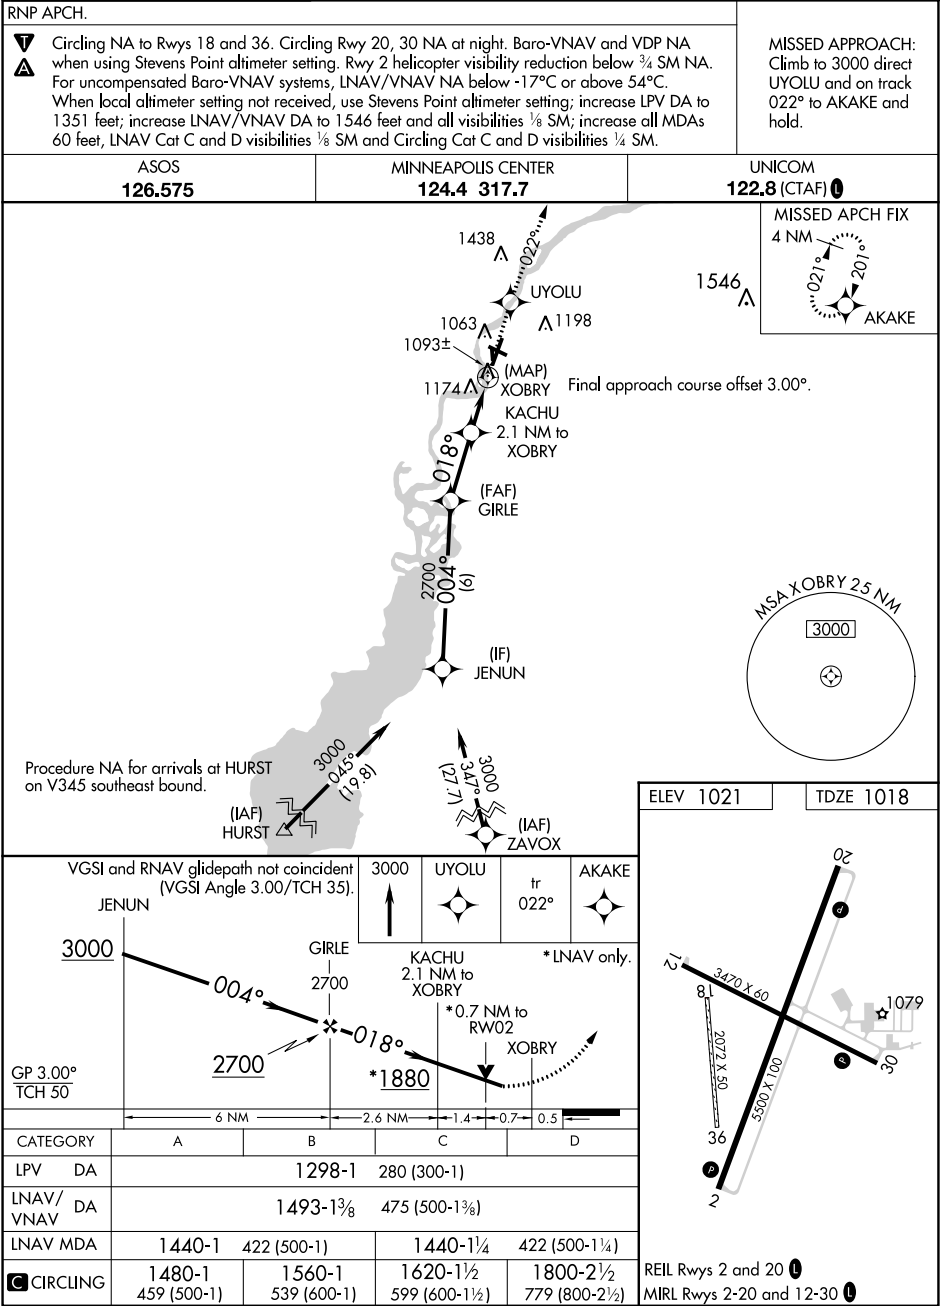 RNP APCH.
T
A
Circling NA to Rwys 18 and 36. Circling Rwy 20, 30 NA at night. Baro-VNAV and VDP NA
when using Stevens Point altimeter setting. Rwy 2 helicopter visibility reduction below ¾ SM NA.
For uncompensated Baro-VNAV systems, LNAV/VNAV NA below -17°C or above 54°C.
When local altimeter setting not received, use Stevens Point altimeter setting; increase LPV DA to
1351 feet; increase LNAV/VNAV DA to 1546 feet and all visibilities ⅛ SM; increase all MDAs
60 feet, LNAV Cat C and D visibilities ⅛ SM and Circling Cat C and D visibilities ¼ SM.
MISSED APPROACH:
Climb to 3000 direct
UYOLU and on track
022° to AKAKE and
hold.
ASOS
126.575
MINNEAPOLIS CENTER
124.4 317.7
UNICOM
122.8 (CTAF) L
MISSED APCH FIX
4 NM
021°
201°
AKAKE
1438
022°
1546
UYOLU
1063
1198
1093±
(MAP)
XOBRY
1174
Final approach course offset 3.00°.
KACHU
2.1 NM to
XOBRY
018°
(FAF)
GIRLE
2700
004°
(6)
MSA XOBRY 25 NM
3000
(IF)
JENUN
Procedure NA for arrivals at HURST
on V345 southeast bound.
3000
045°
(19.8)
(IAF)
HURST
3000
347°
(27.7)
(IAF)
ZAVOX
ELEV 1021
TDZE 1018
20
P
12
3470 X 60
18
1079
2072 X 50
5500 X 100
P
30
36
P
2
REIL Rwys 2 and 20 L
MIRL Rwys 2-20 and 12-30 L
VGSI and RNAV glidepath not coincident
(VGSI Angle 3.00/TCH 35).
3000
UYOLU
tr
022°
AKAKE
JENUN
3000
004°
GIRLE
2700
2700
018°
KACHU
2.1 NM to
XOBRY
*LNAV only.
*0.7 NM to
RW02
XOBRY
*1880
GP 3.00°
TCH 50
6 NM
2.6 NM
1.4
0.7
0.5
CATEGORY A B C D
LPV DA 1298-1 280 (300-1)
LNAV/
VNAV DA 1493-1⅜ 475 (500-1⅜)
LNAV MDA 1440-1 422 (500-1) 1440-1¼ 422 (500-1¼)
C CIRCLING 1480-1 1560-1 1620-1½ 1800-2½
459 (500-1) 539 (600-1) 599 (600-1½) 779 (800-2½)